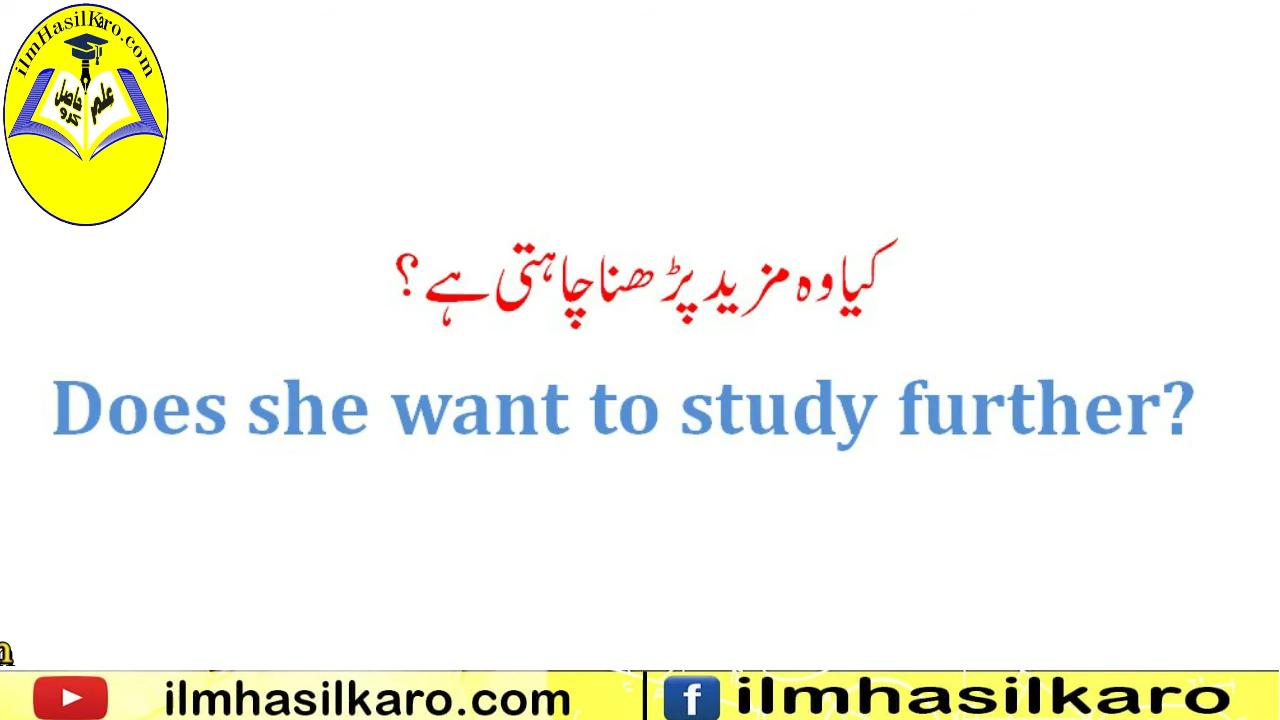 ilmHasilKaro.com
علم حاصل کرو
کیا وہ مزید پڑھنا چاہتی ہے؟
Does she want to study further?
ilmhasilkaro.com
ilmhasilkaro